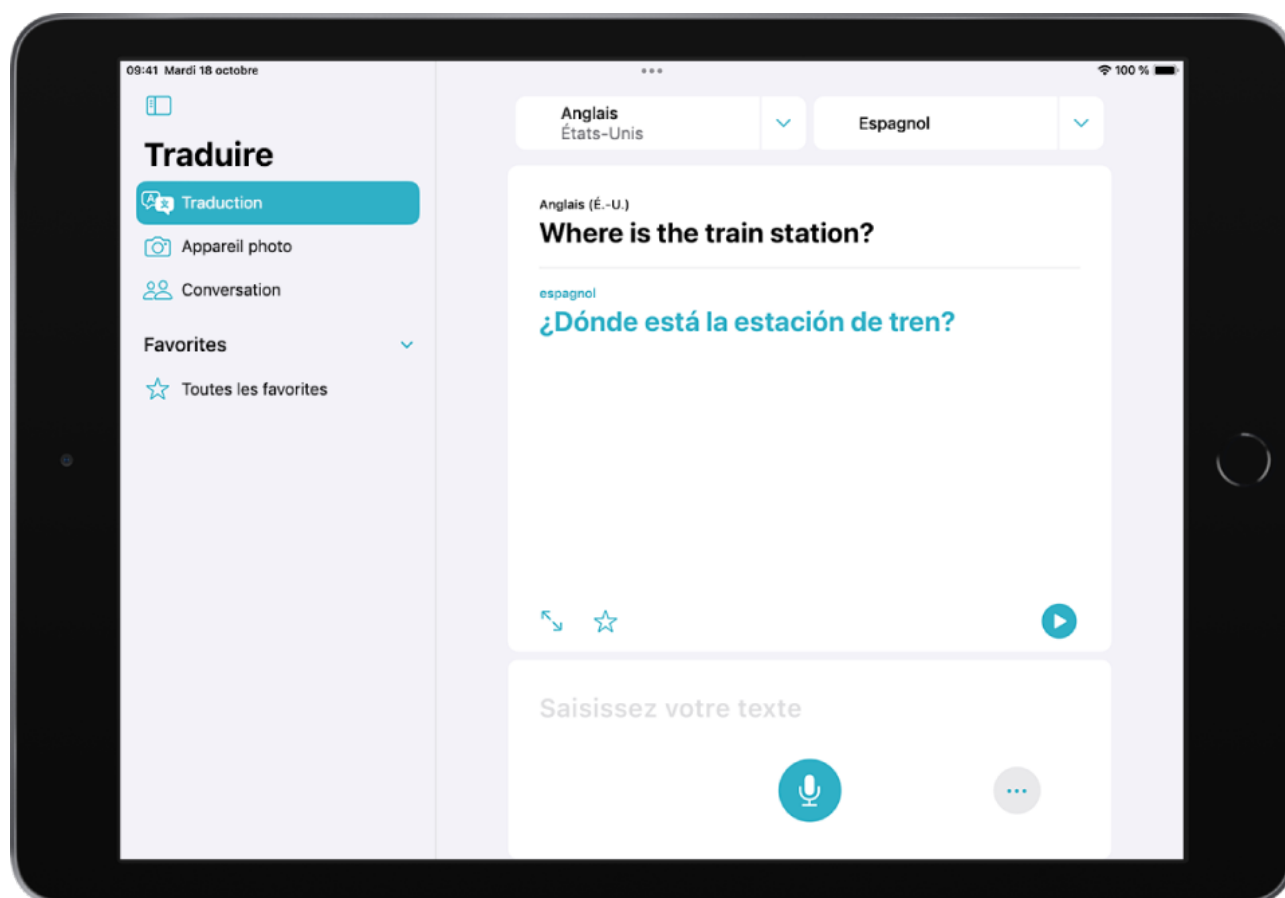 09:41 Mardi 18 octobre
100 %
Traduire
Traduction
Appareil photo
Conversation
Favorites
Toutes les favorites
Anglais
États-Unis
Espagnol
Anglais (É.-U.)
Where is the train station?
espagnol
¿Dónde está la estación de tren?
Saisissez votre texte